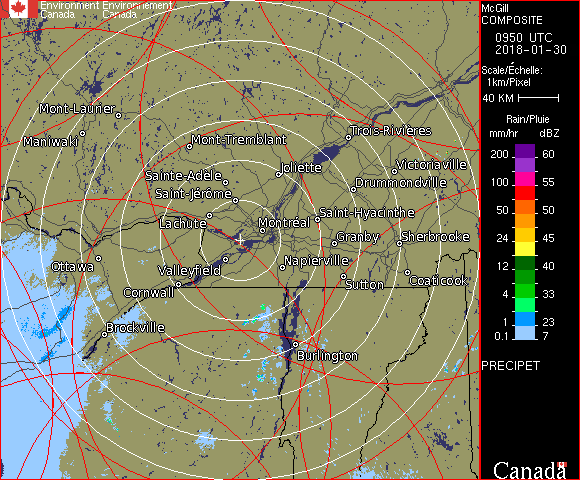 Environment Environnement
Canada Canada
McGill
COMPOSITE
0950 UTC
2018-01-30
Scale/Échelle:
1km/Pixel
40 KM
Rain/Pluie
mm/hr dBZ
200 60
100 55
50 50
24 45
12 40
4 33
1 23
0.1 7
PRECIPET
Mont-Laurier
Maniwaki
Mont-Tremblant
Trois-Rivières
Joliette
Victoriaville
Sainte-Adèle
Drummondville
Saint-Jérôme
Lachute
Montréal
Saint-Hyacinthe
Granby
Sherbrooke
Ottawa
Valleyfield
Napierville
Cornwall
Sutton
Coaticook
Brockville
Burlington
Canada